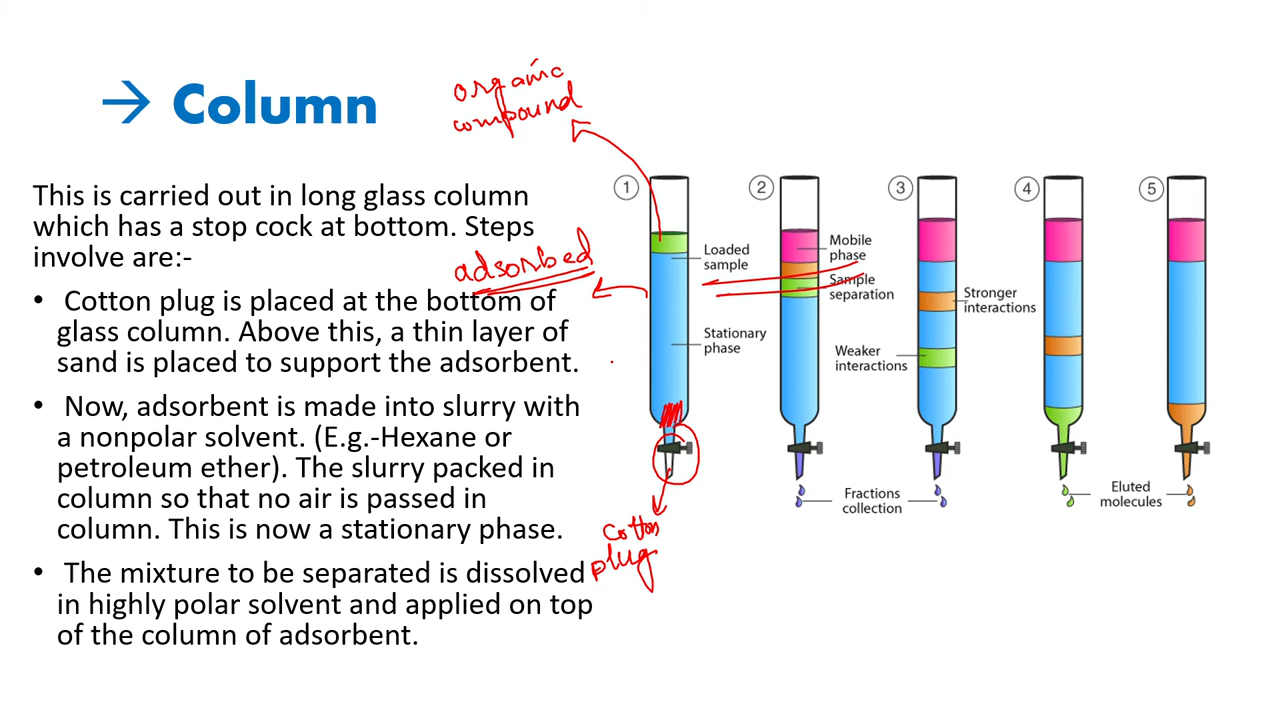 → Column
organic
compound
This is carried out in long glass column
which has a stop cock at bottom. Steps
involve are:-
adsorbed
• Cotton plug is placed at the bottom of
glass column. Above this, a thin layer of
sand is placed to support the adsorbent.
• Now, adsorbent is made into slurry with
a nonpolar solvent. (E.g.-Hexane or
petroleum ether). The slurry packed in
column so that no air is passed in
column. This is now a stationary phase.
• The mixture to be separated is dissolved
in highly polar solvent and applied on top
of the column of adsorbent.
1
Loaded
sample
Stationary
phase
Cotton
plug
2
Mobile
phase
Sample
separation
3
Stronger
interactions
Weaker
interactions
Fractions
collection
4
5
Eluted
molecules